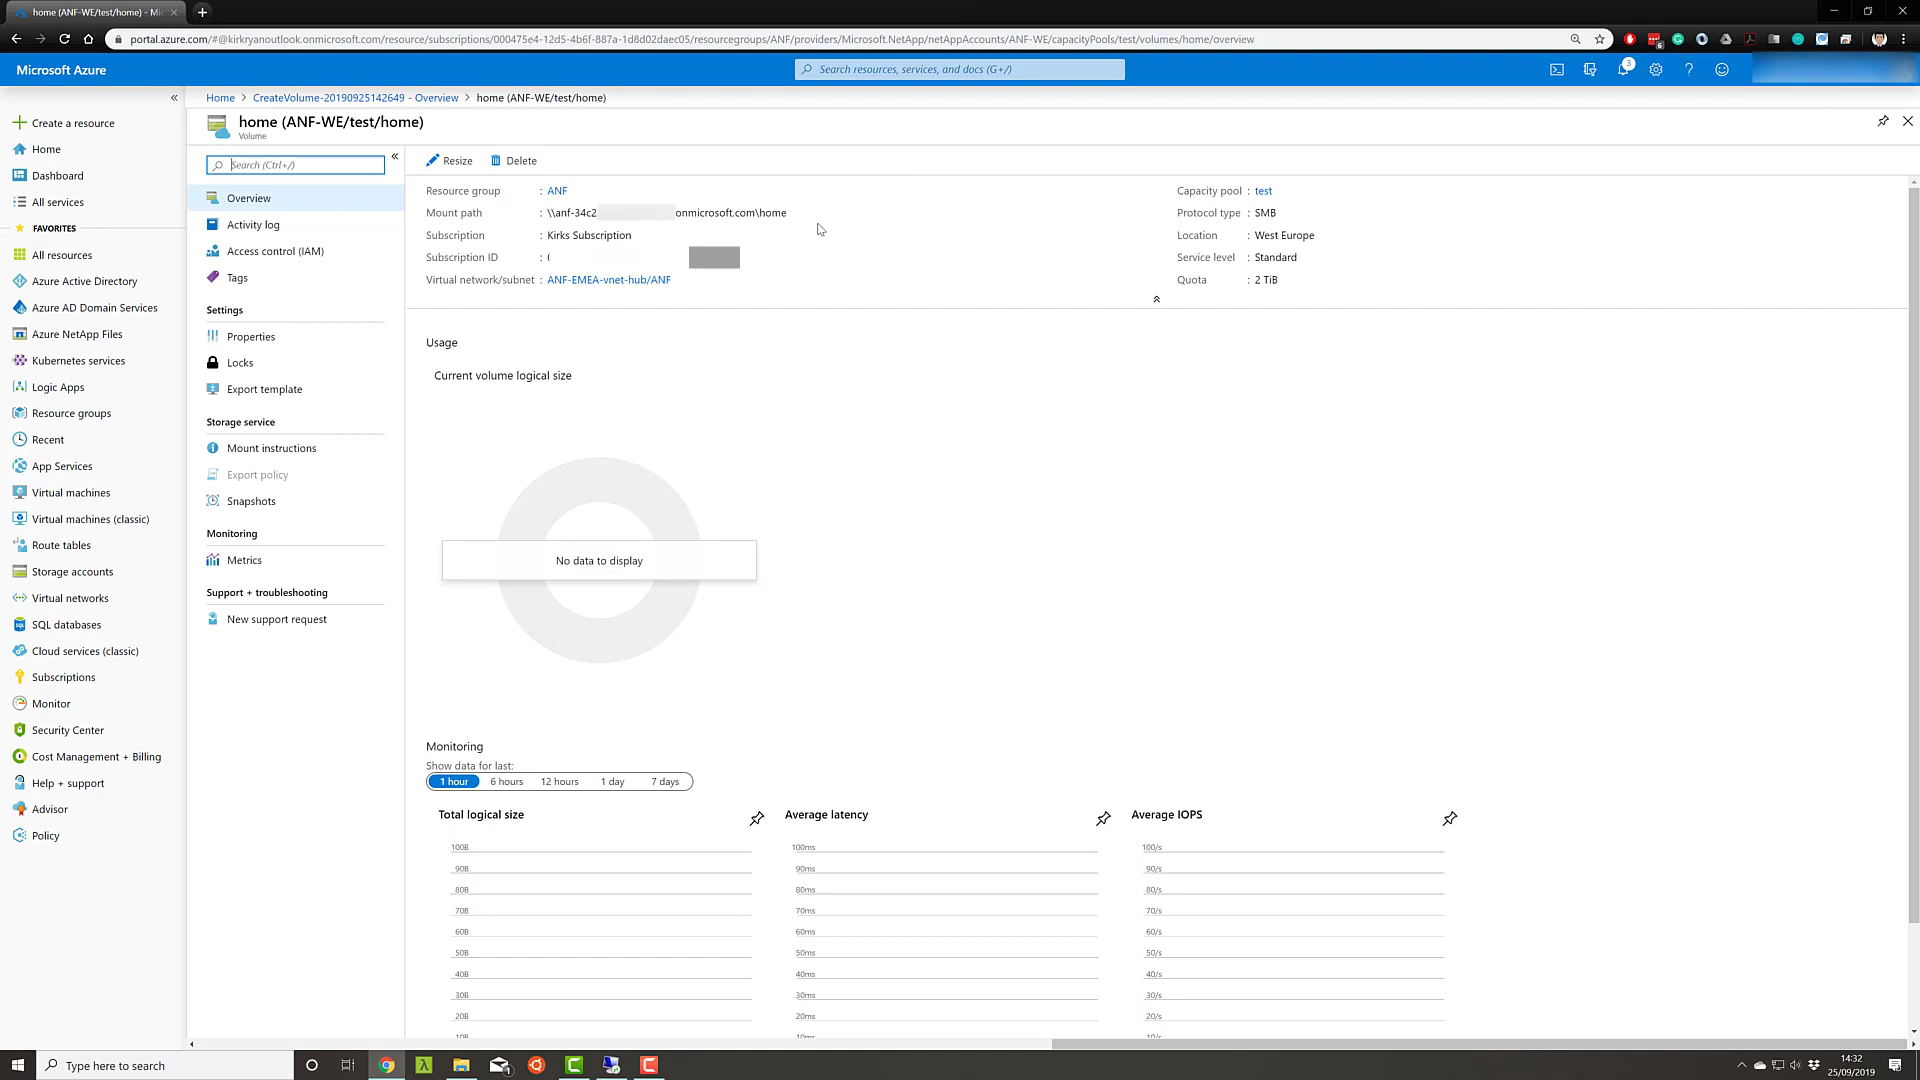 home (ANF-WE/test/home) - Mic
portal.azure.com/#@kirkryanoutlook.onmicrosoft.com/resource/subscriptions/000475e4-12d5-4b6f-887a-1d8d02daec05/resourcegroups/ANF/providers/Microsoft.NetApp/netAppAccounts/ANF-WE/capacityPools/test/volumes/home/overview
6
Microsoft Azure
Search resources, services, and docs (G+/)
3
Home > CreateVolume-20190925142649 - Overview > home (ANF-WE/test/home)
home (ANF-WE/test/home)
Volume
Create a resource
Home
Dashboard
All services
FAVORITES
All resources
Azure Active Directory
Azure AD Domain Services
Azure NetApp Files
Kubernetes services
Logic Apps
Resource groups
Recent
App Services
Virtual machines
Virtual machines (classic)
Route tables
Storage accounts
Virtual networks
SQL databases
Cloud services (classic)
Subscriptions
Monitor
Security Center
Cost Management + Billing
Help + support
Advisor
Policy
Search (Ctrl+/)
Overview
Activity log
Access control (IAM)
Tags
Settings
Properties
Locks
Export template
Storage service
Mount instructions
Export policy
Snapshots
Monitoring
Metrics
Support + troubleshooting
New support request
Resize Delete
Resource group : ANF
Mount path : \\anf-34c2 onmicrosoft.com\home
Subscription : Kirks Subscription
Subscription ID : (
Virtual network/subnet : ANF-EMEA-vnet-hub/ANF
Capacity pool : test
Protocol type : SMB
Location : West Europe
Service level : Standard
Quota : 2 TiB
Usage
Current volume logical size
No data to display
Monitoring
Show data for last:
1 hour 6 hours 12 hours 1 day 7 days
Total logical size
100B
90B
80B
70B
60B
50B
40B
30B
20B
10B
Average latency
100ms
90ms
80ms
70ms
60ms
50ms
40ms
30ms
20ms
10ms
Average IOPS
100/s
90/s
80/s
70/s
60/s
50/s
40/s
30/s
20/s
10/s
Type here to search
14:32
25/09/2019